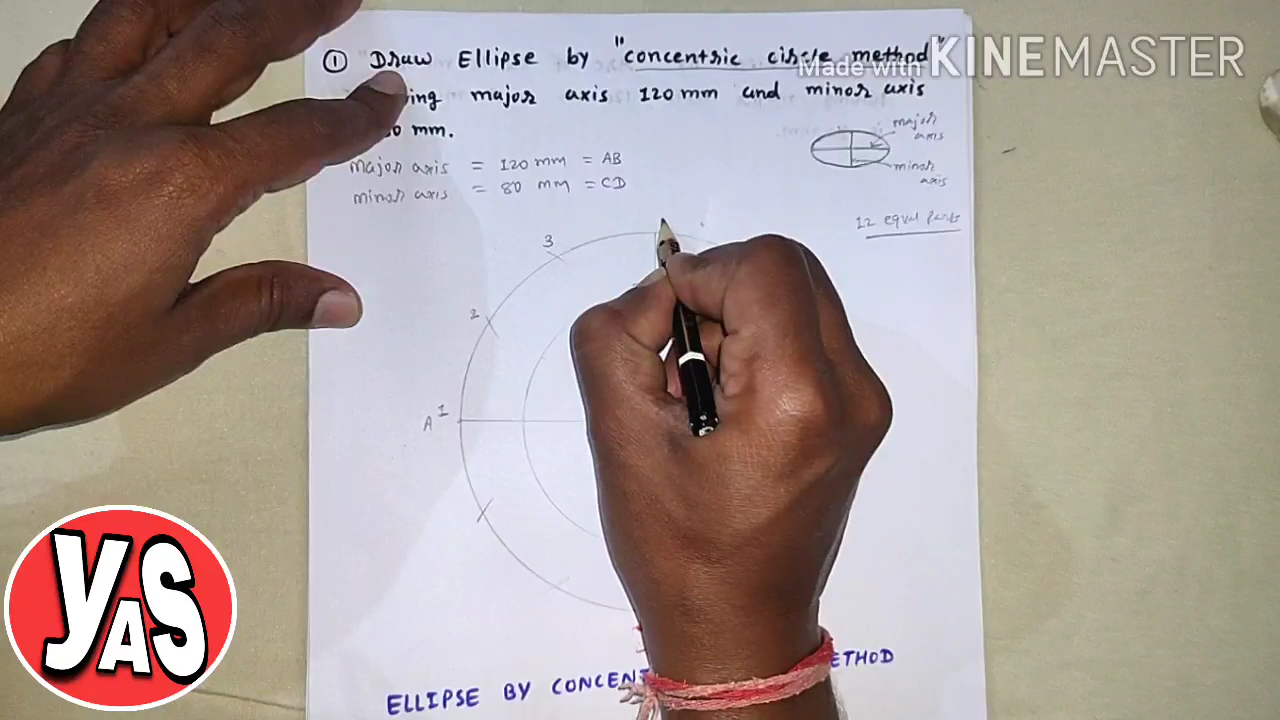 ① Draw Ellipse by "concentric circle method"
Made with KINEMASTER
major axis 120 mm and minor axis
mm.
major axis = 120 mm = AB
minor axis = 80 mm = CD
major axis
minor axis
12 equal parts
3
2
1
A
ELLIPSE BY
YAS